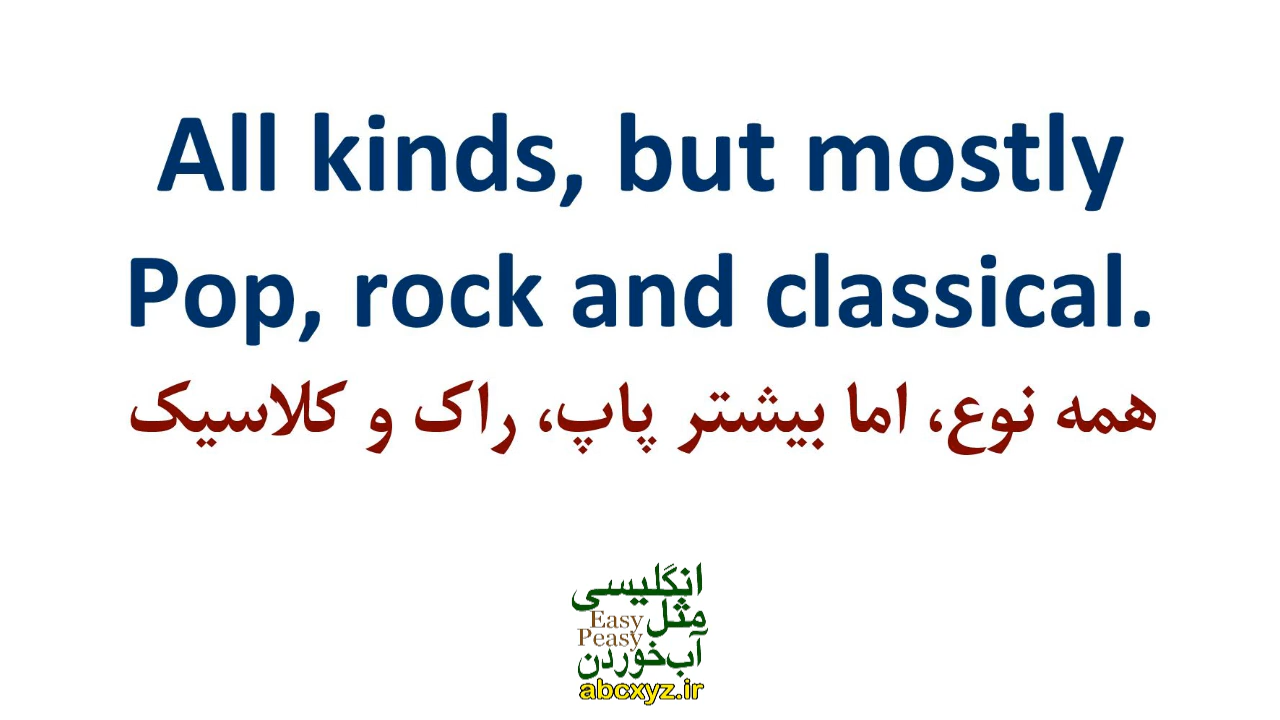 All kinds, but mostly
Pop, rock and classical.
همه نوع، اما بیشتر پاپ، راک و کلاسیک
انگلیسی
مثل
Easy
Peasy
آب‌خوردن
abcxyz.ir